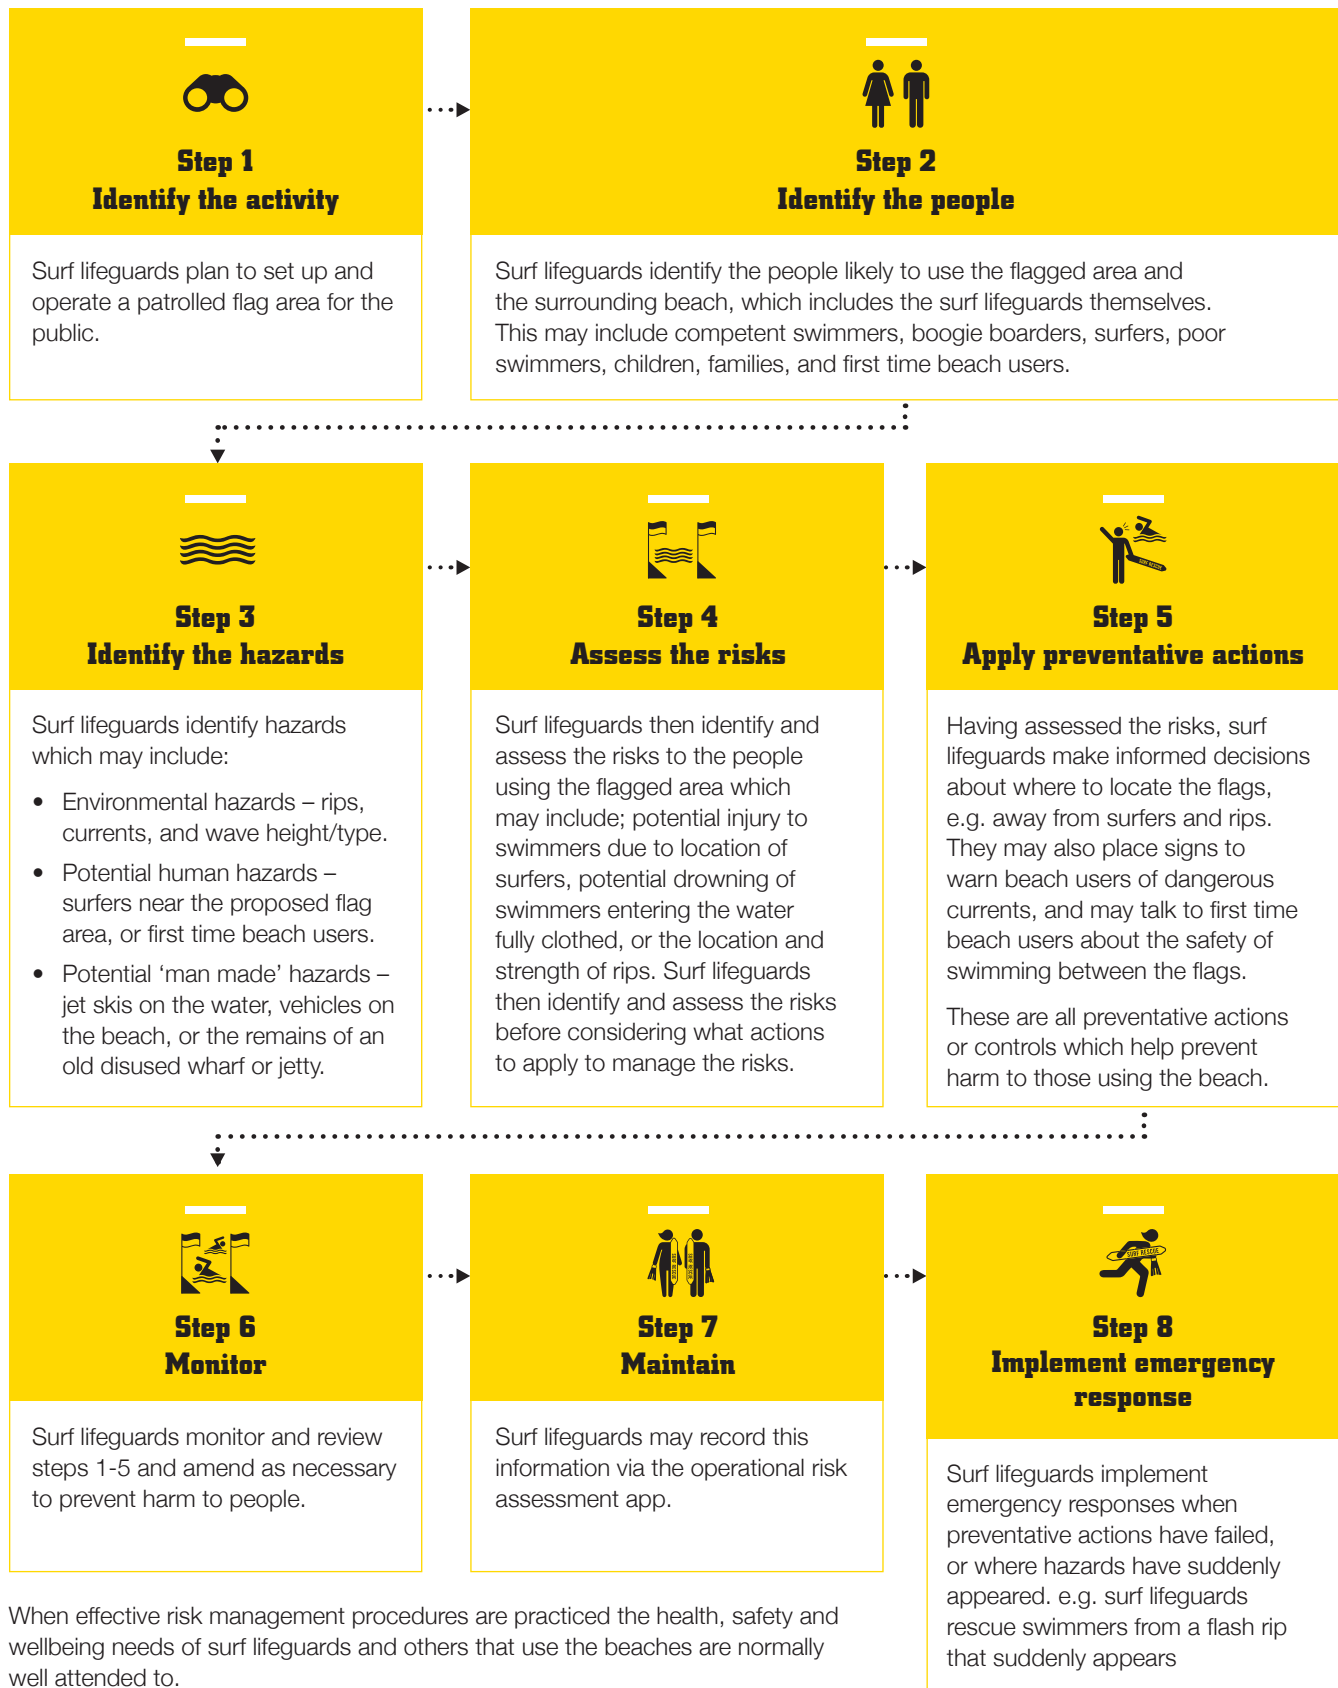 Step 1
Identify the activity
Surf lifeguards plan to set up and
operate a patrolled flag area for the
public.
Step 2
Identify the people
Surf lifeguards identify the people likely to use the flagged area and
the surrounding beach, which includes the surf lifeguards themselves.
This may include competent swimmers, boogie boarders, surfers, poor
swimmers, children, families, and first time beach users.
Step 3
Identify the hazards
Surf lifeguards identify hazards
which may include:
• Environmental hazards – rips,
currents, and wave height/type.
• Potential human hazards –
surfers near the proposed flag
area, or first time beach users.
• Potential ‘man made’ hazards –
jet skis on the water, vehicles on
the beach, or the remains of an
old disused wharf or jetty.
Step 4
Assess the risks
Surf lifeguards then identify and
assess the risks to the people
using the flagged area which
may include; potential injury to
swimmers due to location of
surfers, potential drowning of
swimmers entering the water
fully clothed, or the location and
strength of rips. Surf lifeguards
then identify and assess the risks
before considering what actions
to apply to manage the risks.
SURF RESCUE
Step 5
Apply preventative actions
Having assessed the risks, surf
lifeguards make informed decisions
about where to locate the flags,
e.g. away from surfers and rips.
They may also place signs to
warn beach users of dangerous
currents, and may talk to first time
beach users about the safety of
swimming between the flags.
These are all preventative actions
or controls which help prevent
harm to those using the beach.
Step 6
Monitor
Surf lifeguards monitor and review
steps 1-5 and amend as necessary
to prevent harm to people.
SURF RESCUE
SURF RESCUE
Step 7
Maintain
Surf lifeguards may record this
information via the operational risk
assessment app.
SURF RESCUE
Step 8
Implement emergency
response
Surf lifeguards implement
emergency responses when
preventative actions have failed,
or where hazards have suddenly
appeared. e.g. surf lifeguards
rescue swimmers from a flash rip
that suddenly appears
When effective risk management procedures are practiced the health, safety and
wellbeing needs of surf lifeguards and others that use the beaches are normally
well attended to.